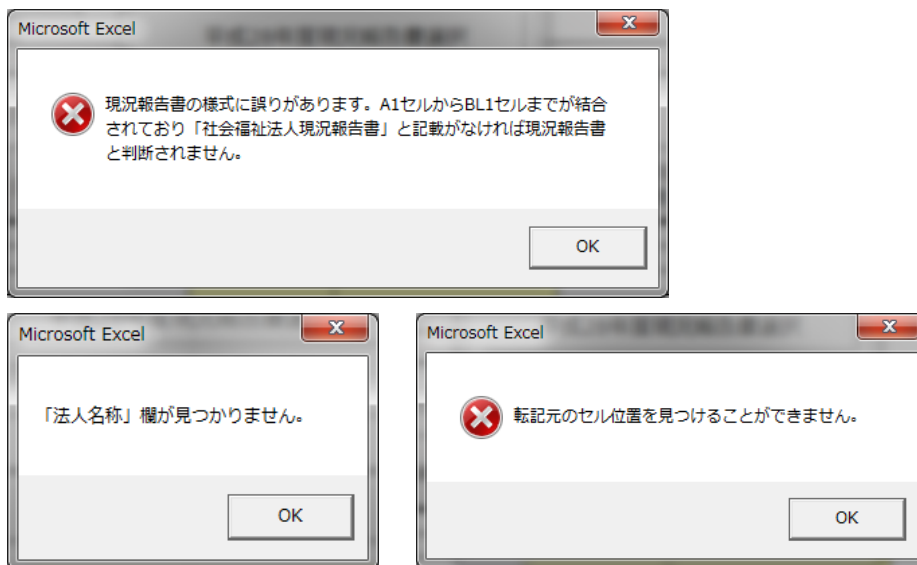 Microsoft Excel
現況報告書の様式に誤りがあります。A1セルからBL1セルまでが結合
されており「社会福祉法人現況報告書」と記載がなければ現況報告書
と判断されません。
OK
Microsoft Excel
「法人名称」欄が見つかりません。
OK
Microsoft Excel
転記元のセル位置を見つけることができません。
OK